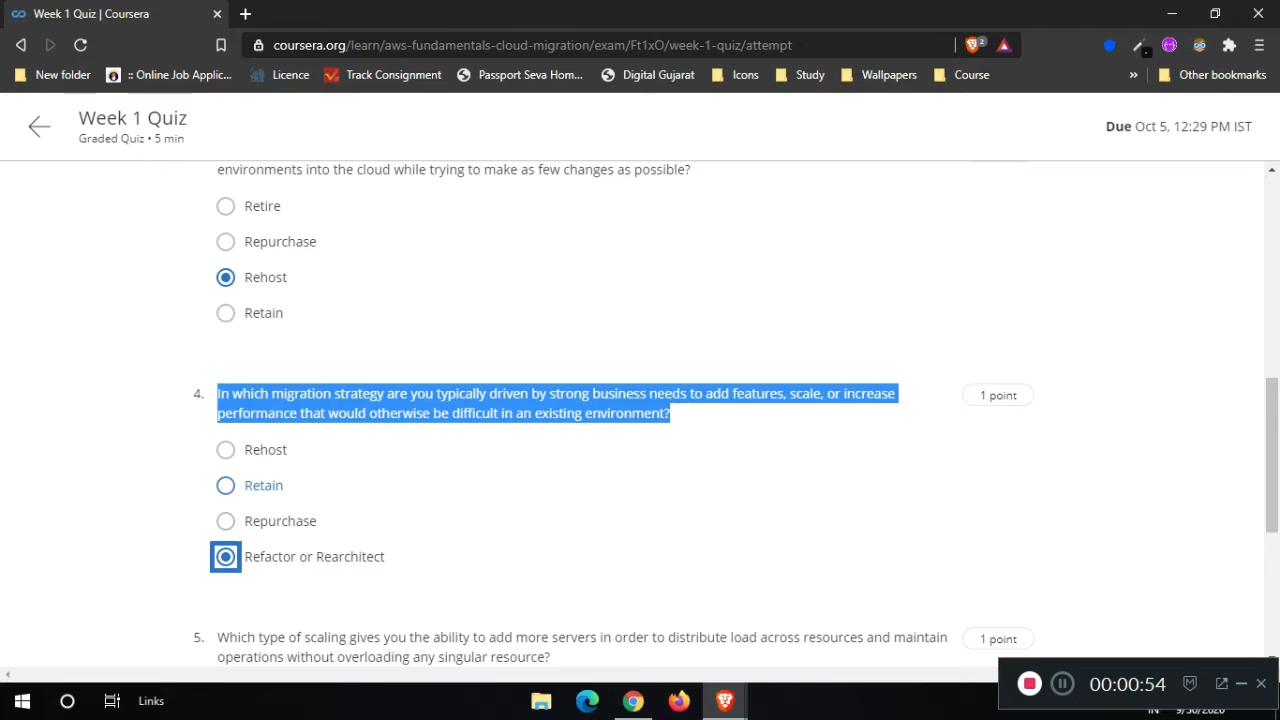 Week 1 Quiz | Coursera
coursera.org/learn/aws-fundamentals-cloud-migration/exam/Ft1xO/week-1-quiz/attempt
2
New folder
:: Online Job Applic...
Licence
Track Consignment
Passport Seva Hom...
Digital Gujarat
Icons
Study
Wallpapers
Course
»
Other bookmarks
Week 1 Quiz
Graded Quiz • 5 min
Due Oct 5, 12:29 PM IST
environments into the cloud while trying to make as few changes as possible?
Retire
Repurchase
Rehost
Retain
4. In which migration strategy are you typically driven by strong business needs to add features, scale, or increase
performance that would otherwise be difficult in an existing environment?
1 point
Rehost
Retain
Repurchase
Refactor or Rearchitect
5. Which type of scaling gives you the ability to add more servers in order to distribute load across resources and maintain
operations without overloading any singular resource?
1 point
00:00:54
Links
IN
9/30/2020